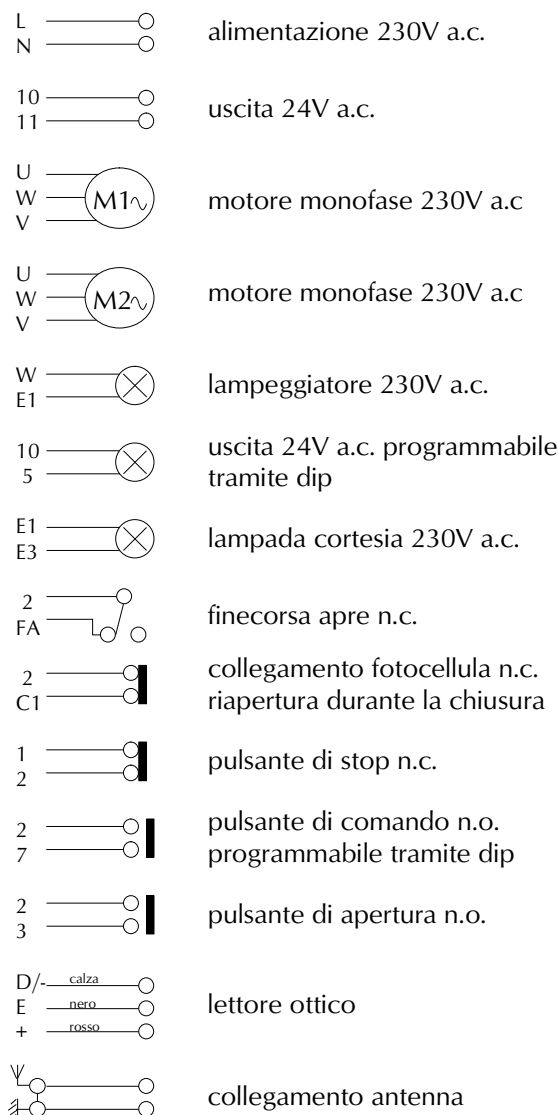 L
N
alimentazione 230V a.c.
10
11
uscita 24V a.c.
U
W
V
M1
motore monofase 230V a.c
U
W
V
M2
motore monofase 230V a.c
W
E1
lampeggiatore 230V a.c.
10
5
uscita 24V a.c. programmabile
tramite dip
E1
E3
lampada cortesia 230V a.c.
2
FA
finecorsa apre n.c.
2
C1
collegamento fotocellula n.c.
riapertura durante la chiusura
1
2
pulsante di stop n.c.
2
7
pulsante di comando n.o.
programmabile tramite dip
2
3
pulsante di apertura n.o.
D/- calza
E nero
+ rosso
lettore ottico
collegamento antenna